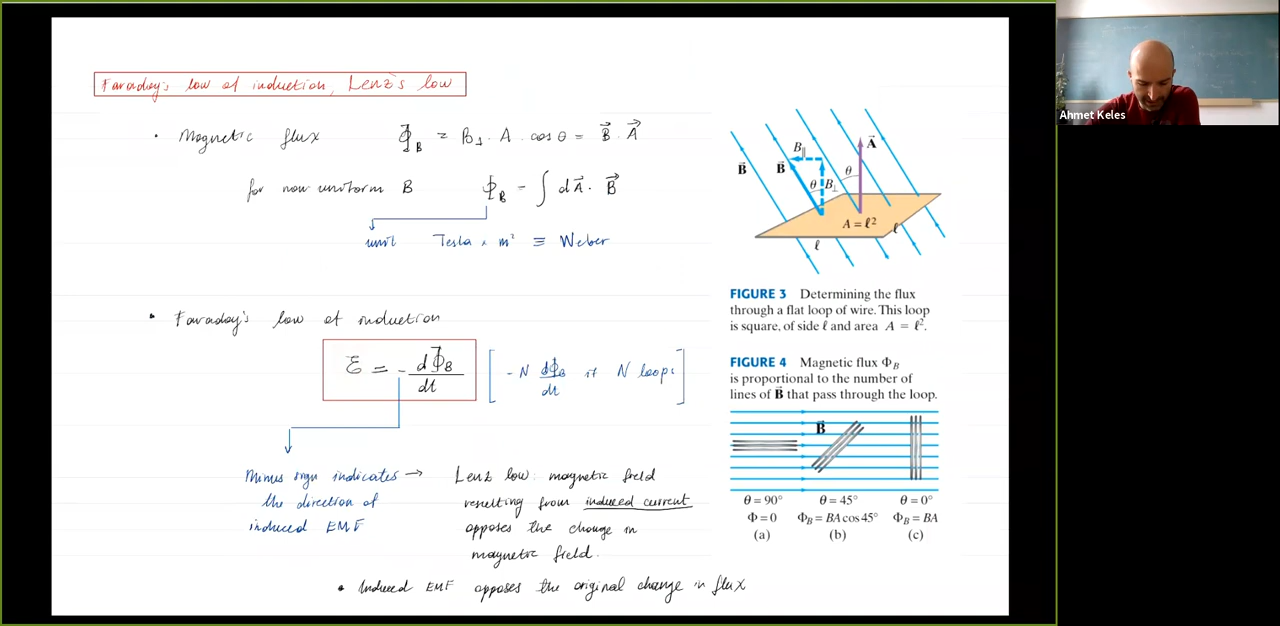 Faraday's law of induction, Lenz's law
• Magnetic flux Φ_B = B⊥ · A · cos θ = B⃗ · A⃗
for non uniform B Φ_B = ∫ dA⃗ · B⃗
unit Tesla × m² ≡ Weber
• Faraday's law of induction
ℰ = - dΦ_B/dt [ -N dΦ_B/dt if N loops ]
Minus sign indicates → the direction of induced EMF
Lenz law: magnetic field
resulting from induced current
opposes the change in
magnetic field.
• Induced EMF opposes the original change in flux
B⃗ B⃗ B∥ θ B⊥ θ A⃗
A = ℓ²
ℓ ℓ
FIGURE 3 Determining the flux
through a flat loop of wire. This loop
is square, of side ℓ and area A = ℓ².
FIGURE 4 Magnetic flux Φ_B
is proportional to the number of
lines of B⃗ that pass through the loop.
B⃗
θ = 90° θ = 45° θ = 0°
Φ = 0 Φ_B = BA cos 45° Φ_B = BA
(a) (b) (c)
Ahmet Keles